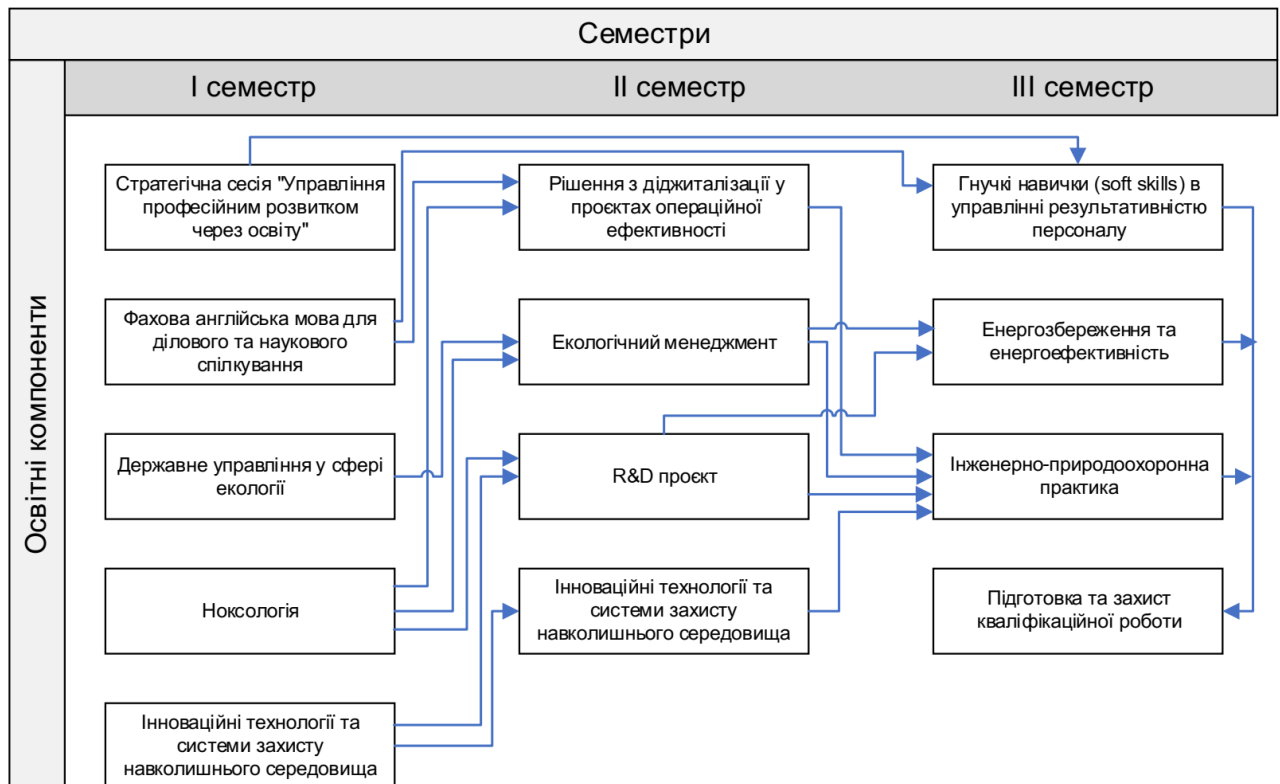 Семестри
Освітні компоненти
I семестр
II семестр
III семестр
Стратегічна сесія "Управління
професійним розвитком
через освіту"
Рішення з діджиталізації у
проєктах операційної
ефективності
Гнучкі навички (soft skills) в
управлінні результативністю
персоналу
Фахова англійська мова для
ділового та наукового
спілкування
Екологічний менеджмент
Енергозбереження та
енергоефективність
Державне управління у сфері
екології
R&D проєкт
Інженерно-природоохоронна
практика
Ноксологія
Інноваційні технології та
системи захисту
навколишнього середовища
Підготовка та захист
кваліфікаційної роботи
Інноваційні технології та
системи захисту
навколишнього середовища